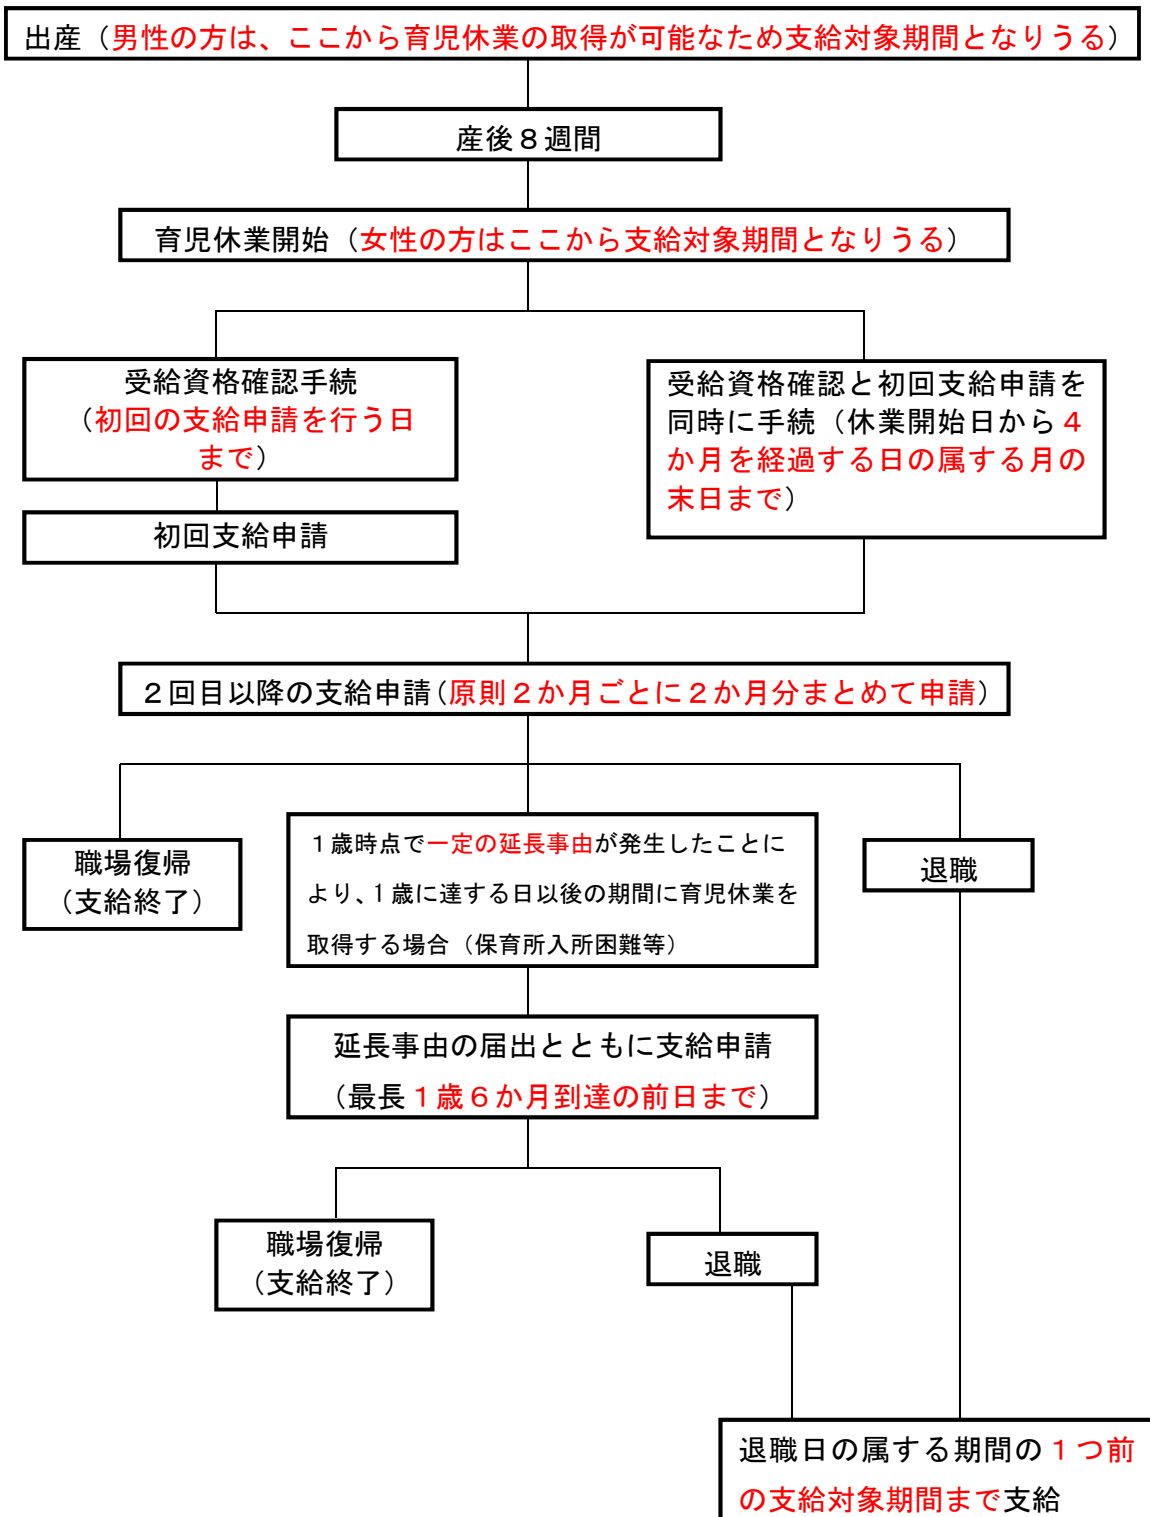 出産（男性の方は、ここから育児休業の取得が可能なため支給対象期間となりうる）
産後８週間
育児休業開始（女性の方はここから支給対象期間となりうる）
受給資格確認手続
（初回の支給申請を行う日
まで）
受給資格確認と初回支給申請を
同時に手続（休業開始日から４
か月を経過する日の属する月の
末日まで）
初回支給申請
２回目以降の支給申請（原則２か月ごとに２か月分まとめて申請）
職場復帰
（支給終了）
１歳時点で一定の延長事由が発生したことに
より、１歳に達する日以後の期間に育児休業を
取得する場合（保育所入所困難等）
退職
延長事由の届出とともに支給申請
（最長１歳６か月到達の前日まで）
職場復帰
（支給終了）
退職
退職日の属する期間の１つ前
の支給対象期間まで支給